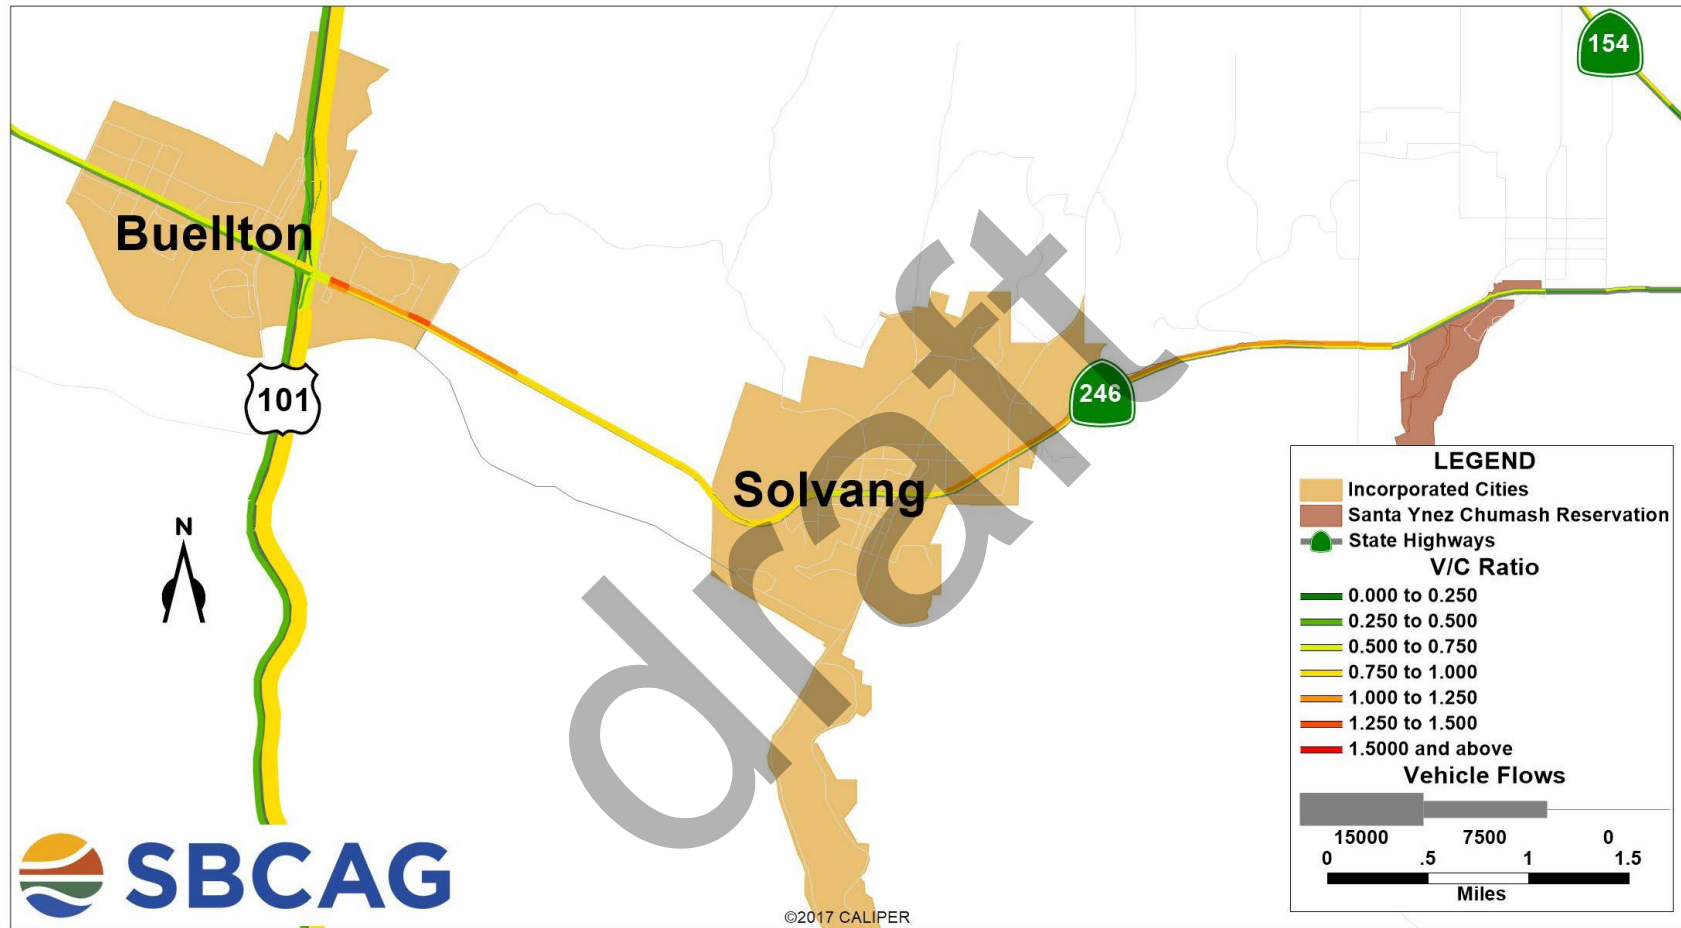 154
Buellton
101
246
Solvang
N
draft
LEGEND
Incorporated Cities
Santa Ynez Chumash Reservation
State Highways
V/C Ratio
0.000 to 0.250
0.250 to 0.500
0.500 to 0.750
0.750 to 1.000
1.000 to 1.250
1.250 to 1.500
1.5000 and above
Vehicle Flows
15000 7500 0
0 .5 1 1.5
Miles
SBCAG
©2017 CALIPER